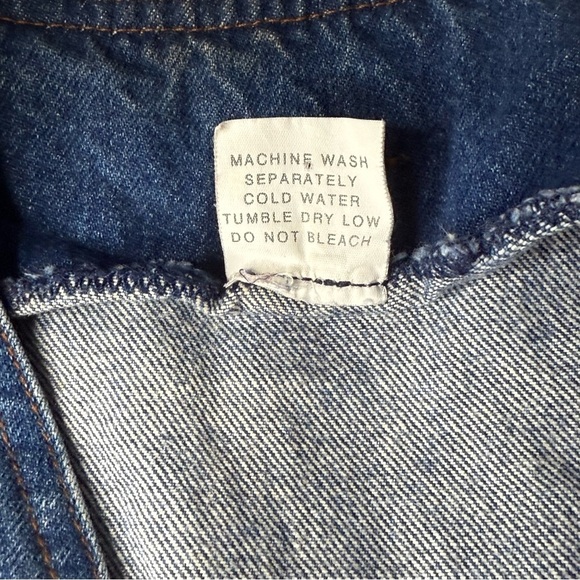 MACHINE WASH
SEPARATELY
COLD WATER
TUMBLE DRY LOW
DO NOT BLEACH